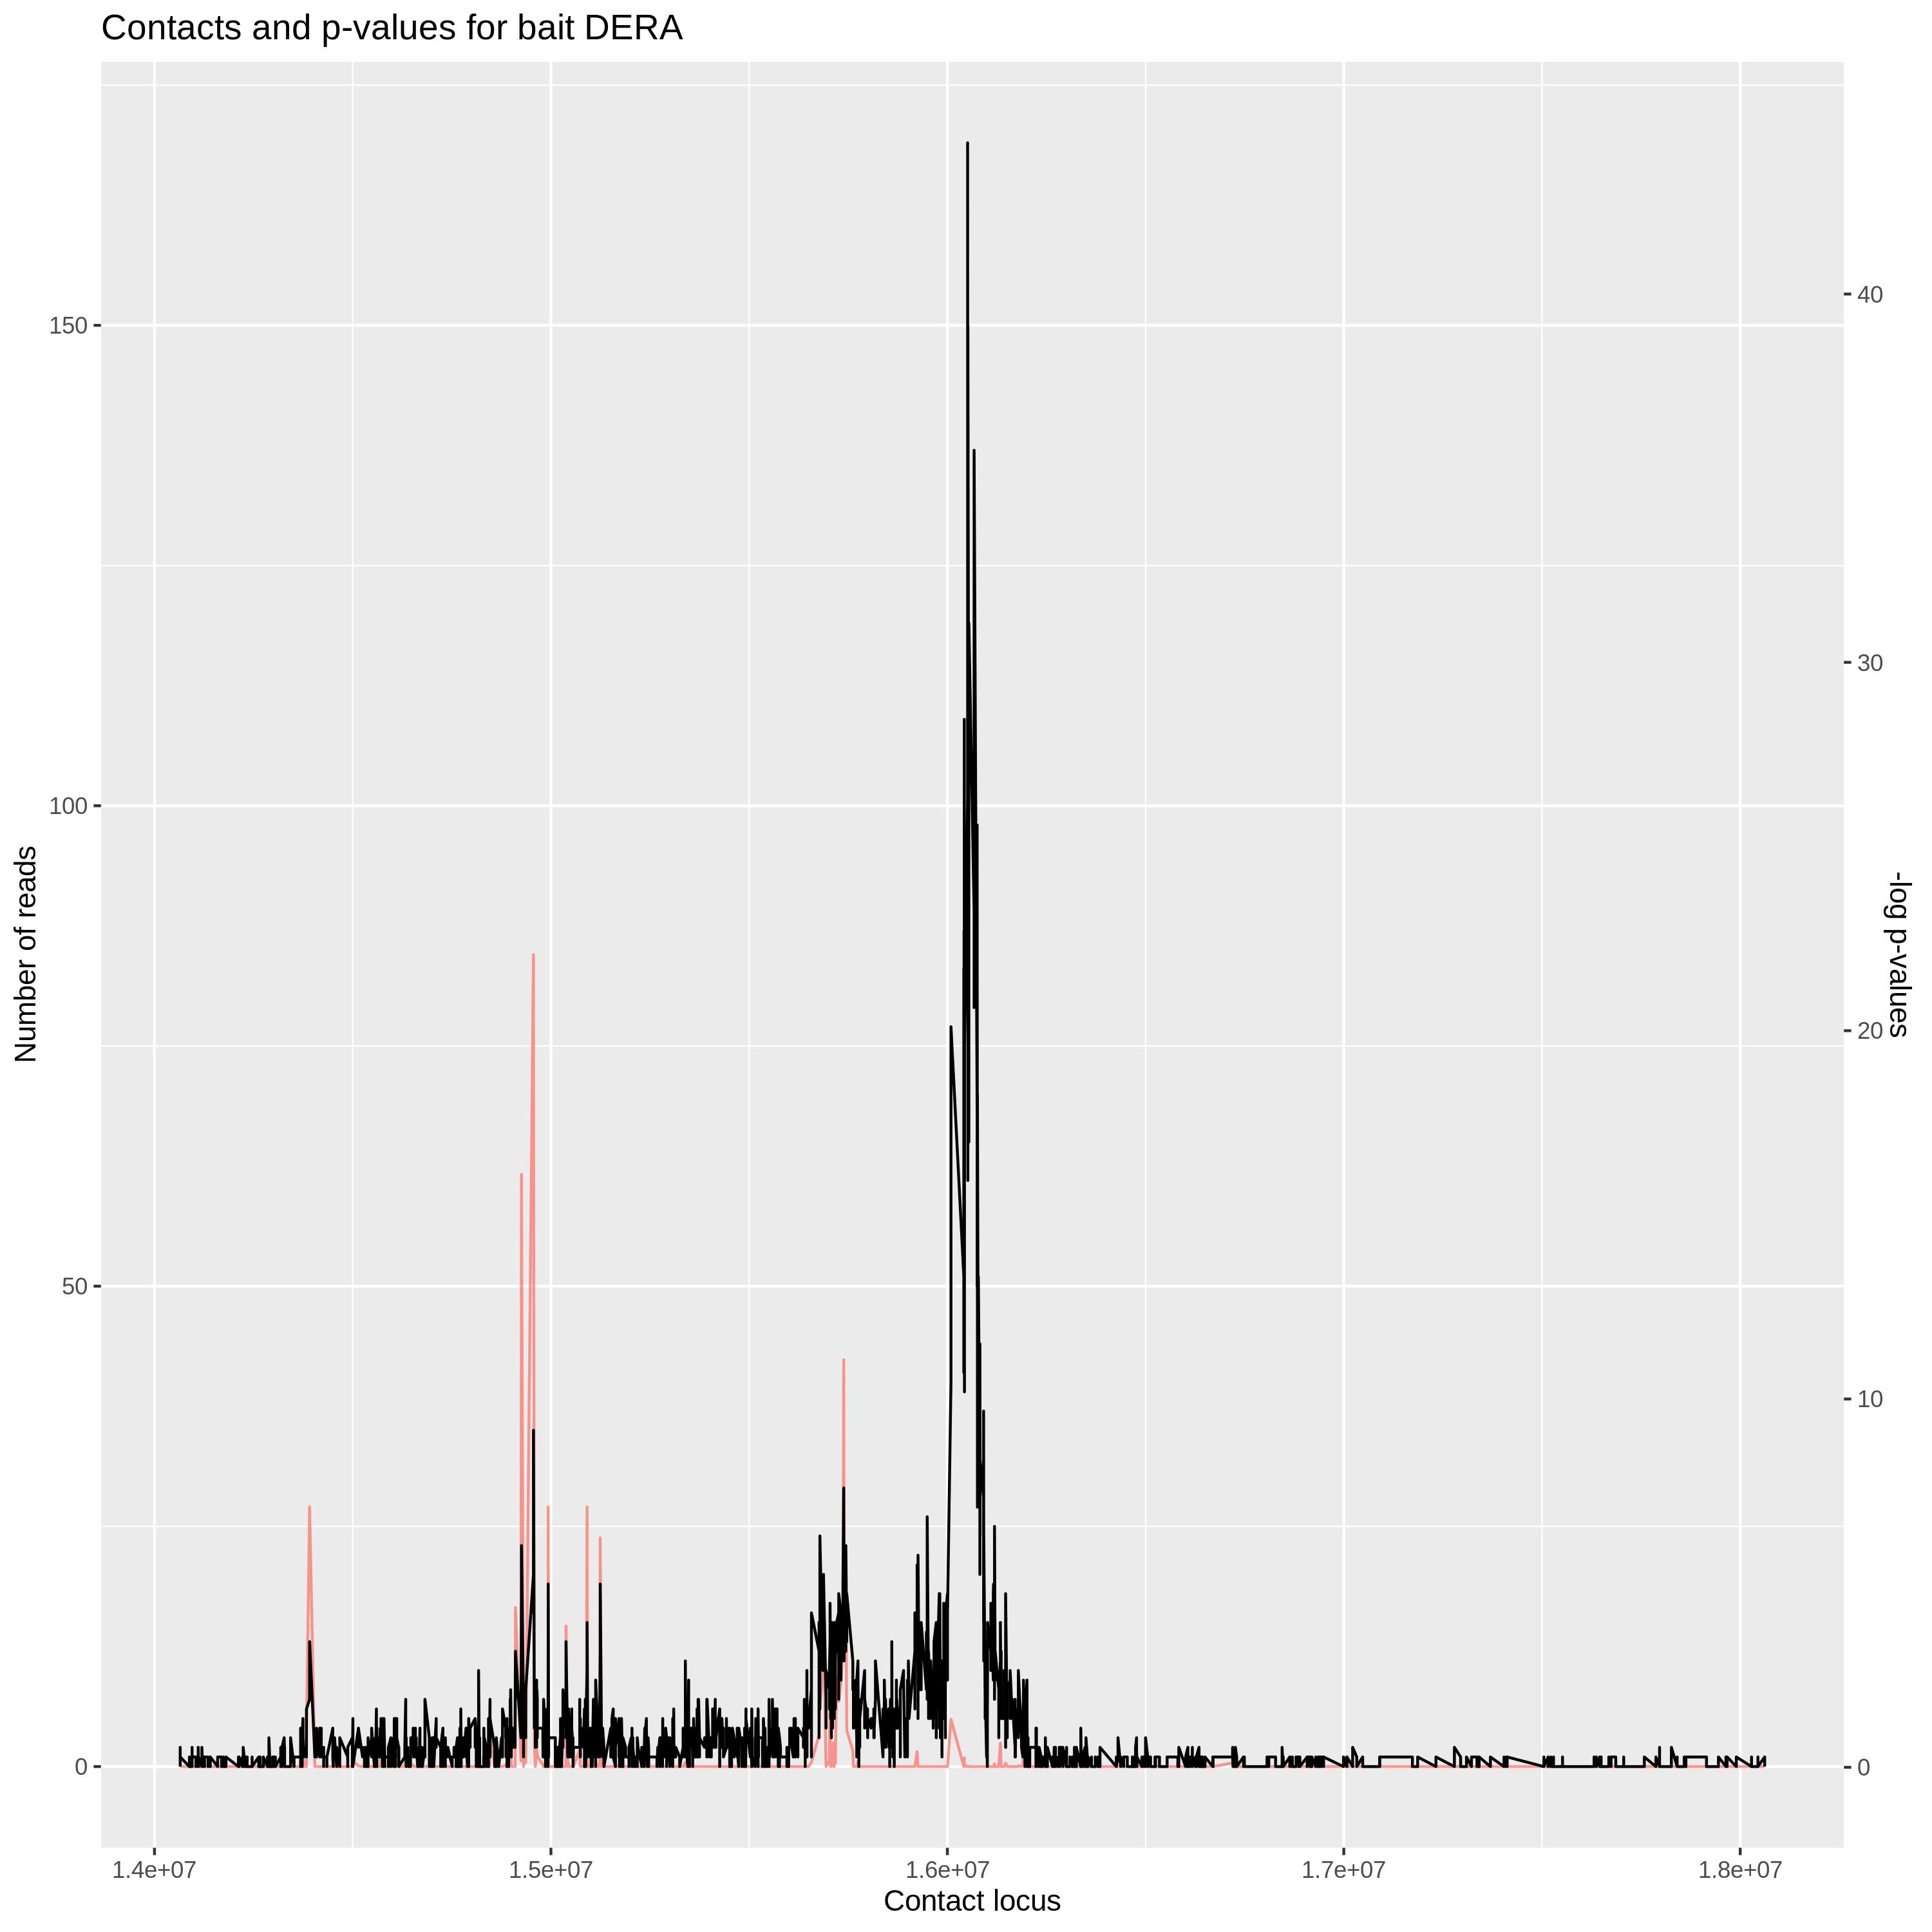 Contacts and p-values for bait DERA
150
100
50
0
Number of reads
40
30
20
10
0
-log p-values
1.4e+07 1.5e+07 1.6e+07 1.7e+07 1.8e+07
Contact locus